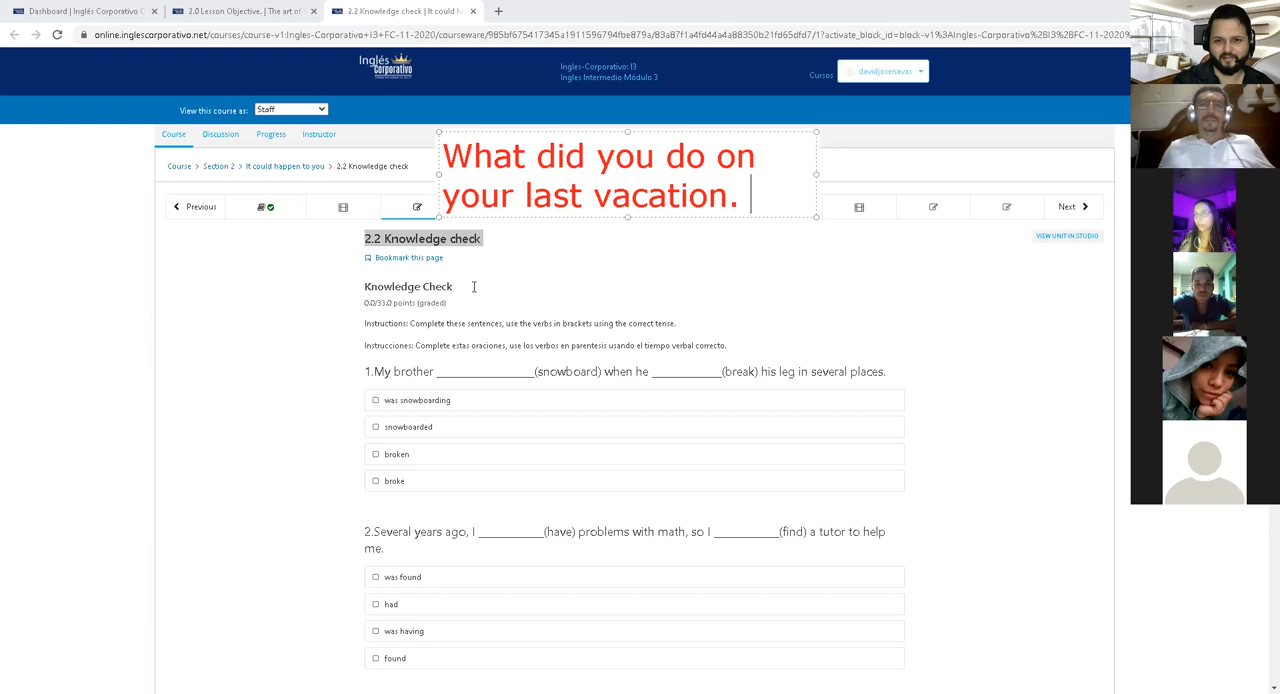 Dashboard | Inglés Corporativo C
2.0 Lesson Objective. | The art of
2.2 Knowledge check | It could h
Inglés
Corporativo
Ingles-Corporativo: I3
Ingles Intermedio Módulo 3
Cursos
davidjosenavas
View this course as:
Staff
Course
Discussion
Progress
Instructor
Course > Section 2 > It could happen to you > 2.2 Knowledge check
What did you do on
your last vacation.
Previous
Next
2.2 Knowledge check
VIEW UNIT IN STUDIO
Bookmark this page
Knowledge Check
0.0/33.0 points (graded)
Instructions: Complete these sentences, use the verbs in brackets using the correct tense.
Instrucciones: Complete estas oraciones, use los verbos en parentesis usando el tiempo verbal correcto.
1.My brother ______________(snowboard) when he __________(break) his leg in several places.
was snowboarding
snowboarded
broken
broke
2.Several years ago, I _________(have) problems with math, so I _________(find) a tutor to help
me.
was found
had
was having
found